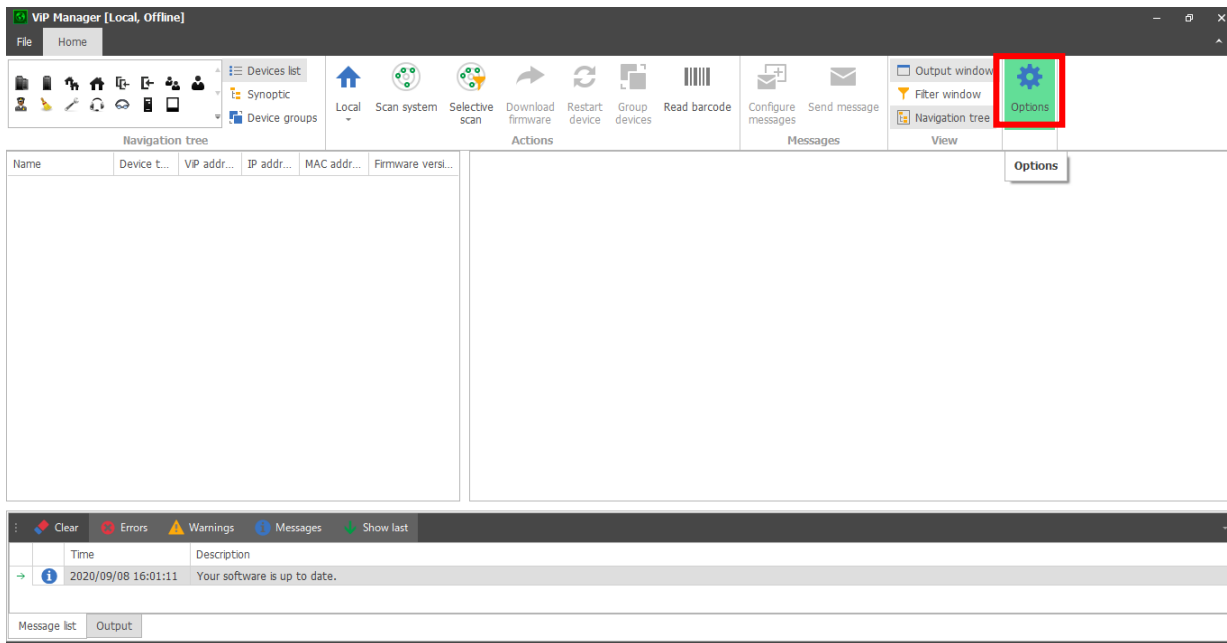 ViP Manager [Local, Offline]
File Home
Devices list
Synoptic
Device groups
Navigation tree
Local
Scan system
Selective
scan
Download
firmware
Restart
device
Group
devices
Read barcode
Actions
Configure
messages
Send message
Messages
Output window
Filter window
Navigation tree
View
Options
Options
Name Device t... ViP addr... IP addr... MAC addr... Firmware versi...
Clear Errors Warnings Messages Show last
Time Description
2020/09/08 16:01:11 Your software is up to date.
Message list Output